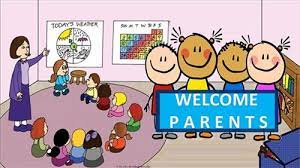 TODAY'S WEATHER
S M T W T F S
WELCOME
PARENTS